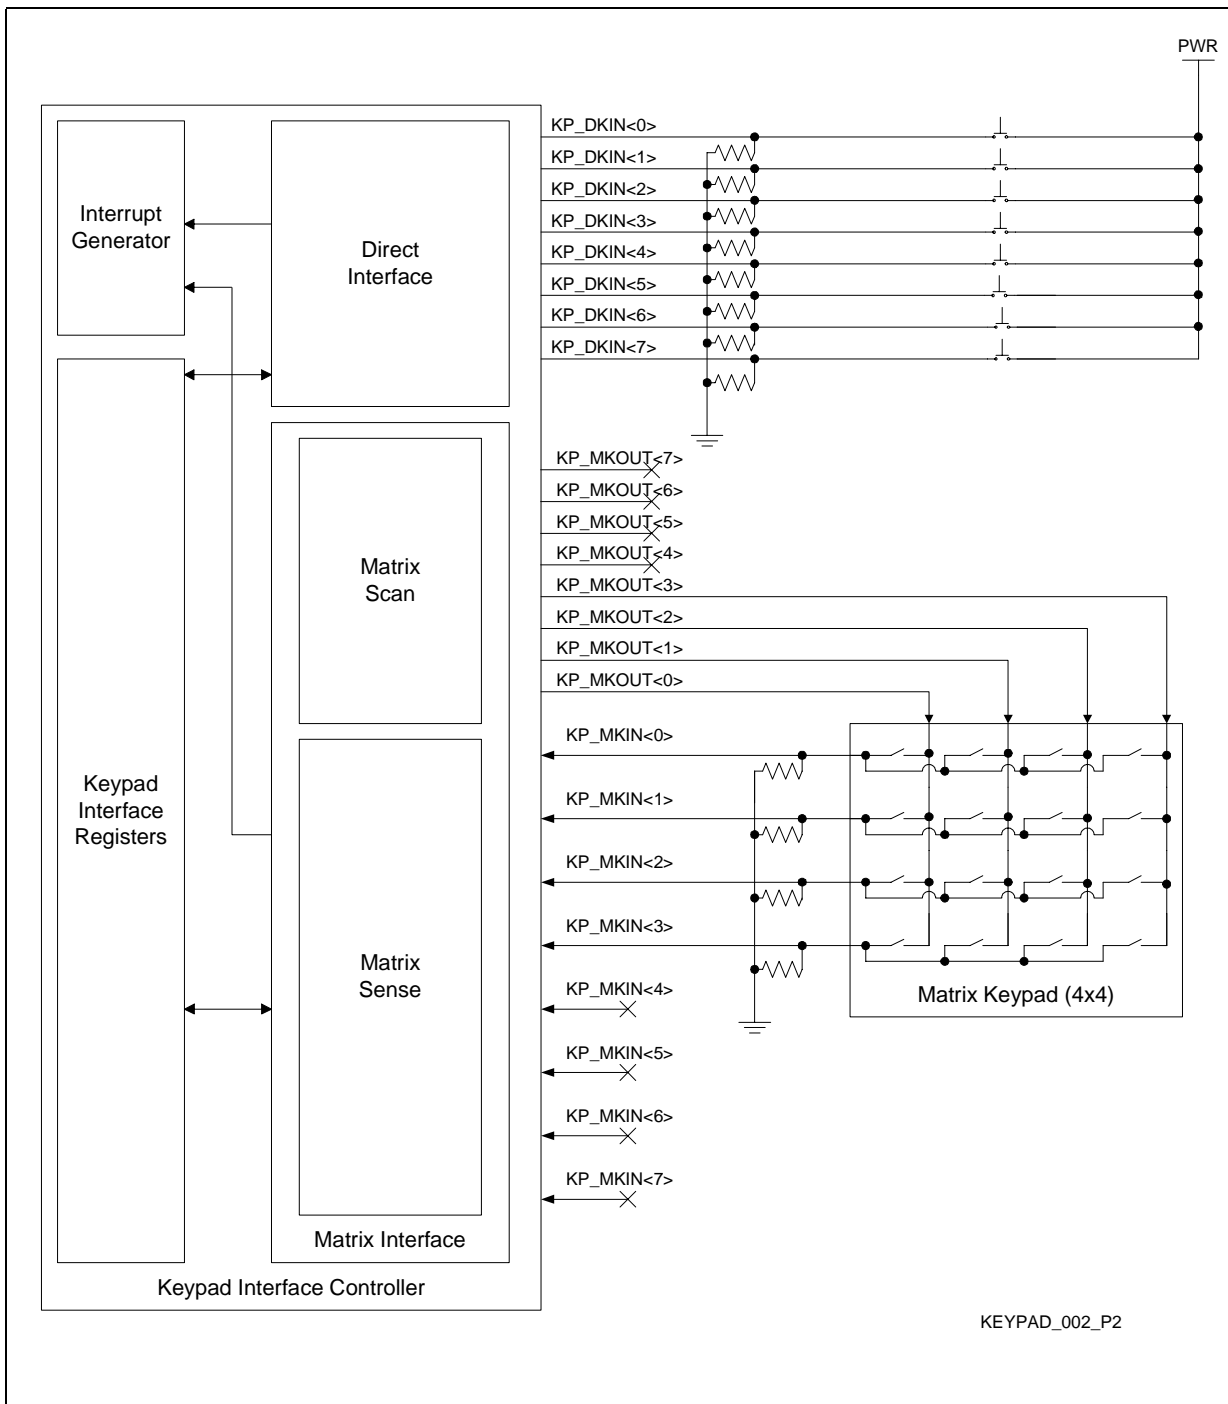 PWR
KP_DKIN<0>
KP_DKIN<1>
KP_DKIN<2>
KP_DKIN<3>
KP_DKIN<4>
KP_DKIN<5>
KP_DKIN<6>
KP_DKIN<7>
Interrupt
Generator
Direct
Interface
KP_MKOUT<7>
KP_MKOUT<6>
KP_MKOUT<5>
KP_MKOUT<4>
KP_MKOUT<3>
KP_MKOUT<2>
KP_MKOUT<1>
KP_MKOUT<0>
Matrix
Scan
KP_MKIN<0>
KP_MKIN<1>
KP_MKIN<2>
KP_MKIN<3>
KP_MKIN<4>
KP_MKIN<5>
KP_MKIN<6>
KP_MKIN<7>
Keypad
Interface
Registers
Matrix
Sense
Matrix Keypad (4x4)
Matrix Interface
Keypad Interface Controller
KEYPAD_002_P2